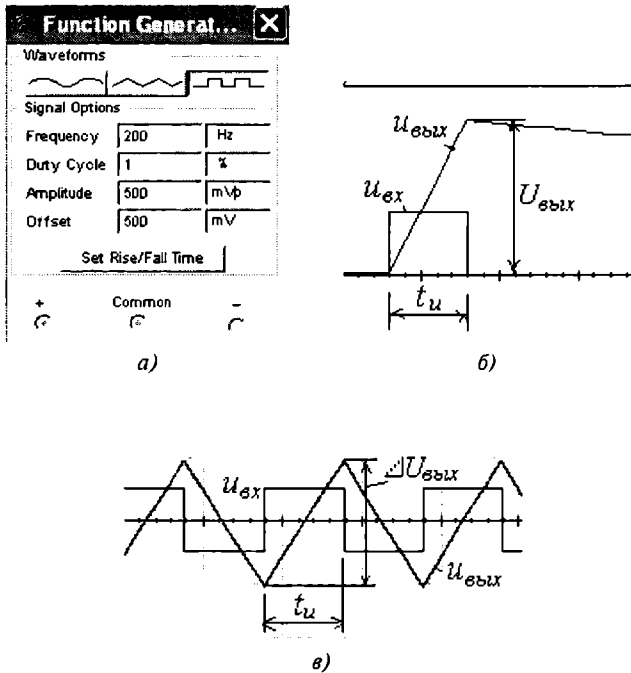 Function Generat...
Waveforms
Signal Options
Frequency 200 Hz
Duty Cycle 1 %
Amplitude 500 mVp
Offset 500 mV
Set Rise/Fall Time
+ Common −
а)
uвых
uвх
Uвых
tи
б)
uвх
⊿Uвых
uвых
tи
в)